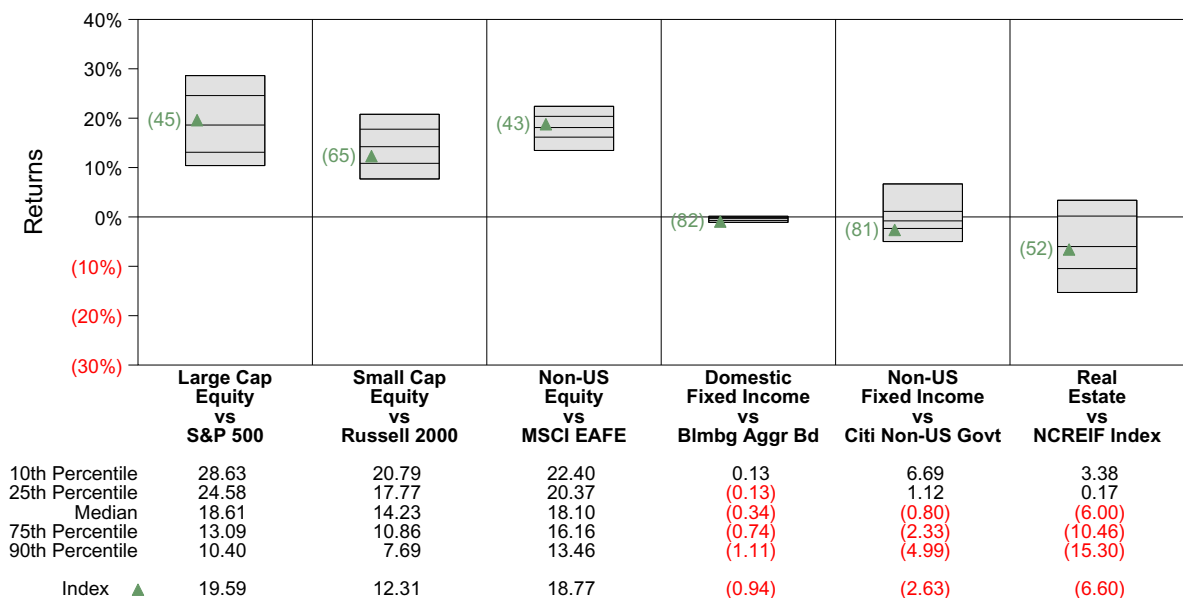 40%
30%
20%
10%
0%
(10%)
(20%)
(30%)
Returns
(45)
(65)
(43)
(82)
(81)
(52)
Large Cap Small Cap Non-US Domestic Non-US Real
Equity Equity Equity Fixed Income Fixed Income Estate
vs vs vs vs vs vs
S&P 500 Russell 2000 MSCI EAFE Blmbg Aggr Bd Citi Non-US Govt NCREIF Index
10th Percentile 28.63 20.79 22.40 0.13 6.69 3.38
25th Percentile 24.58 17.77 20.37 (0.13) 1.12 0.17
Median 18.61 14.23 18.10 (0.34) (0.80) (6.00)
75th Percentile 13.09 10.86 16.16 (0.74) (2.33) (10.46)
90th Percentile 10.40 7.69 13.46 (1.11) (4.99) (15.30)
Index ▲ 19.59 12.31 18.77 (0.94) (2.63) (6.60)